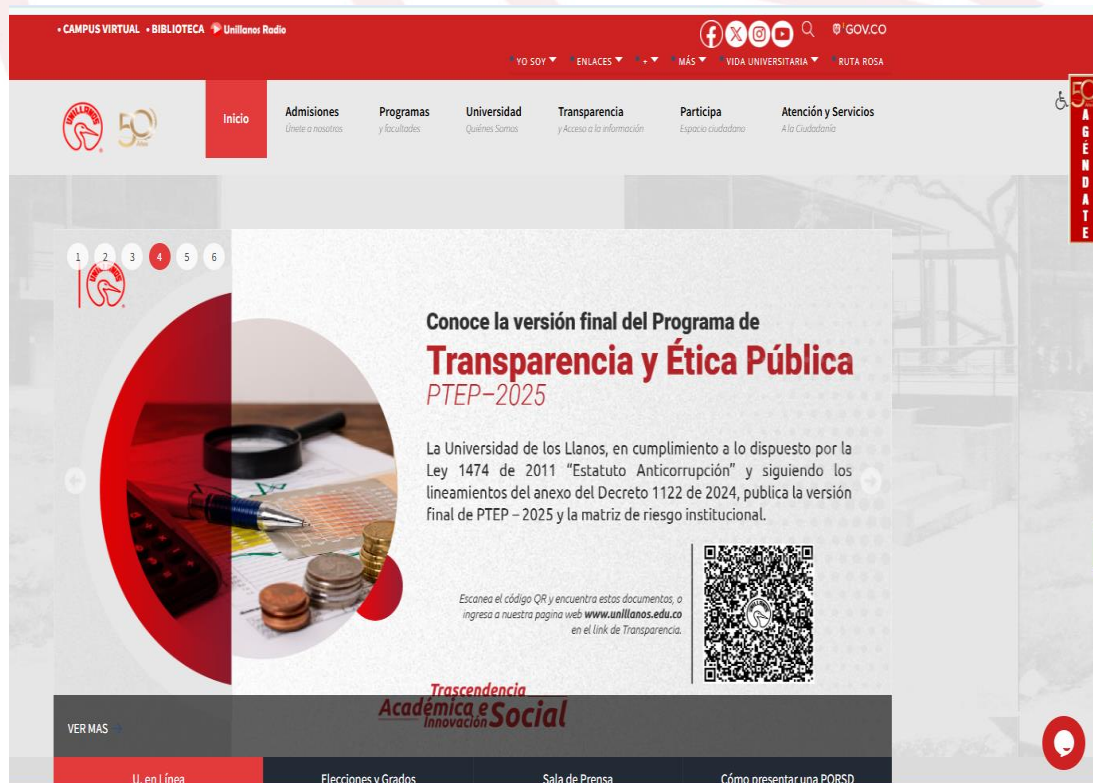 • CAMPUS VIRTUAL • BIBLIOTECA Unillanos Radio
GOV.CO
YO SOY ENLACES + MÁS VIDA UNIVERSITARIA RUTA ROSA
UNILLANOS
50
Años
Inicio
Admisiones
Únete a nosotros
Programas
y facultades
Universidad
Quiénes Somos
Transparencia
y Acceso a la información
Participa
Espacio ciudadano
Atención y Servicios
A la Ciudadanía
50
AGÉNDATE
1 2 3 4 5 6
UNILLANOS
Conoce la versión final del Programa de
Transparencia y Ética Pública
PTEP–2025
La Universidad de los Llanos, en cumplimiento a lo dispuesto por la
Ley 1474 de 2011 “Estatuto Anticorrupción” y siguiendo los
lineamientos del anexo del Decreto 1122 de 2024, publica la versión
final de PTEP – 2025 y la matriz de riesgo institucional.
Escanea el código QR y encuentra estos documentos, o
ingresa a nuestra pagina web www.unillanos.edu.co
en el link de Transparencia.
Trascendencia
Académica e
Innovación Social
VER MAS
U. en Línea
Elecciones y Grados
Sala de Prensa
Cómo presentar una PQRSD